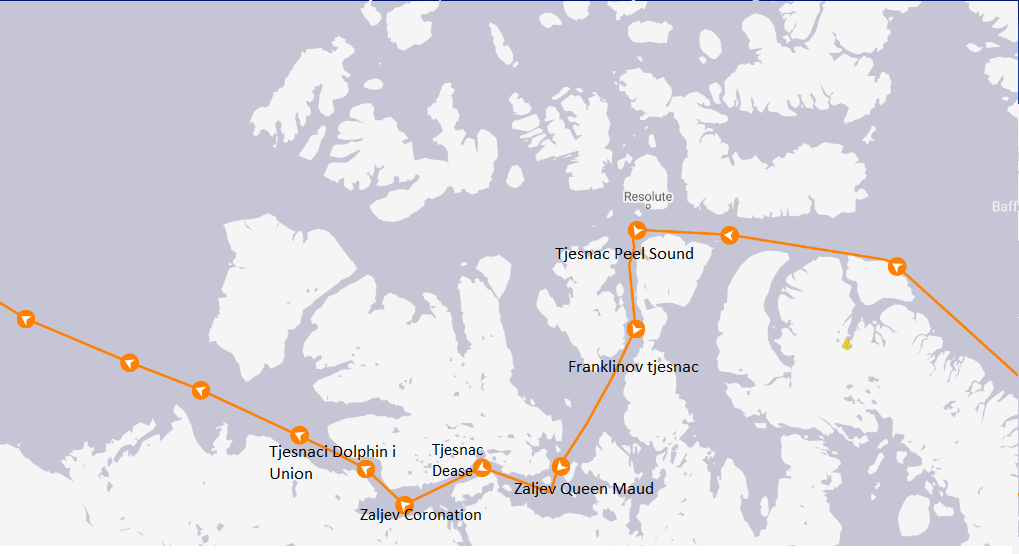 Resolute
Baff
Tjesnac Peel Sound
Franklinov tjesnac
Tjesnaci Dolphin i
Union
Tjesnac
Dease
Zaljev Queen Maud
Zaljev Coronation